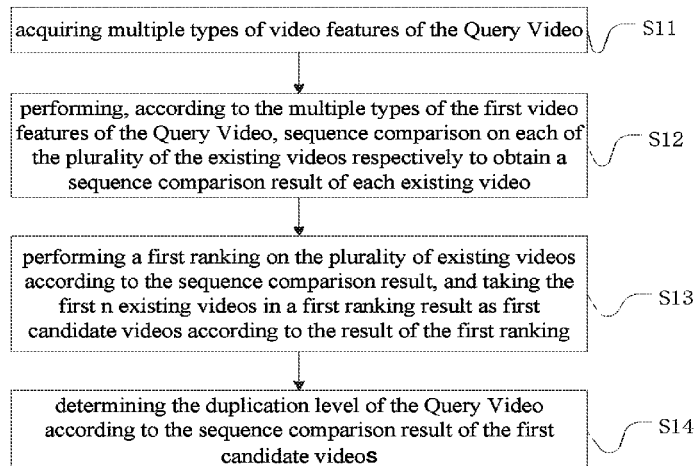 acquiring multiple types of video features of the Query Video
S11
performing, according to the multiple types of the first video
features of the Query Video, sequence comparison on each of
the plurality of the existing videos respectively to obtain a
sequence comparison result of each existing video
S12
performing a first ranking on the plurality of existing videos
according to the sequence comparison result, and taking the
first n existing videos in a first ranking result as first
candidate videos according to the result of the first ranking
S13
determining the duplication level of the Query Video
according to the sequence comparison result of the first
candidate videos
S14